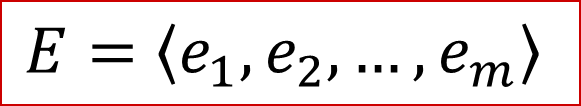 E = ⟨e₁, e₂, … , eₘ⟩